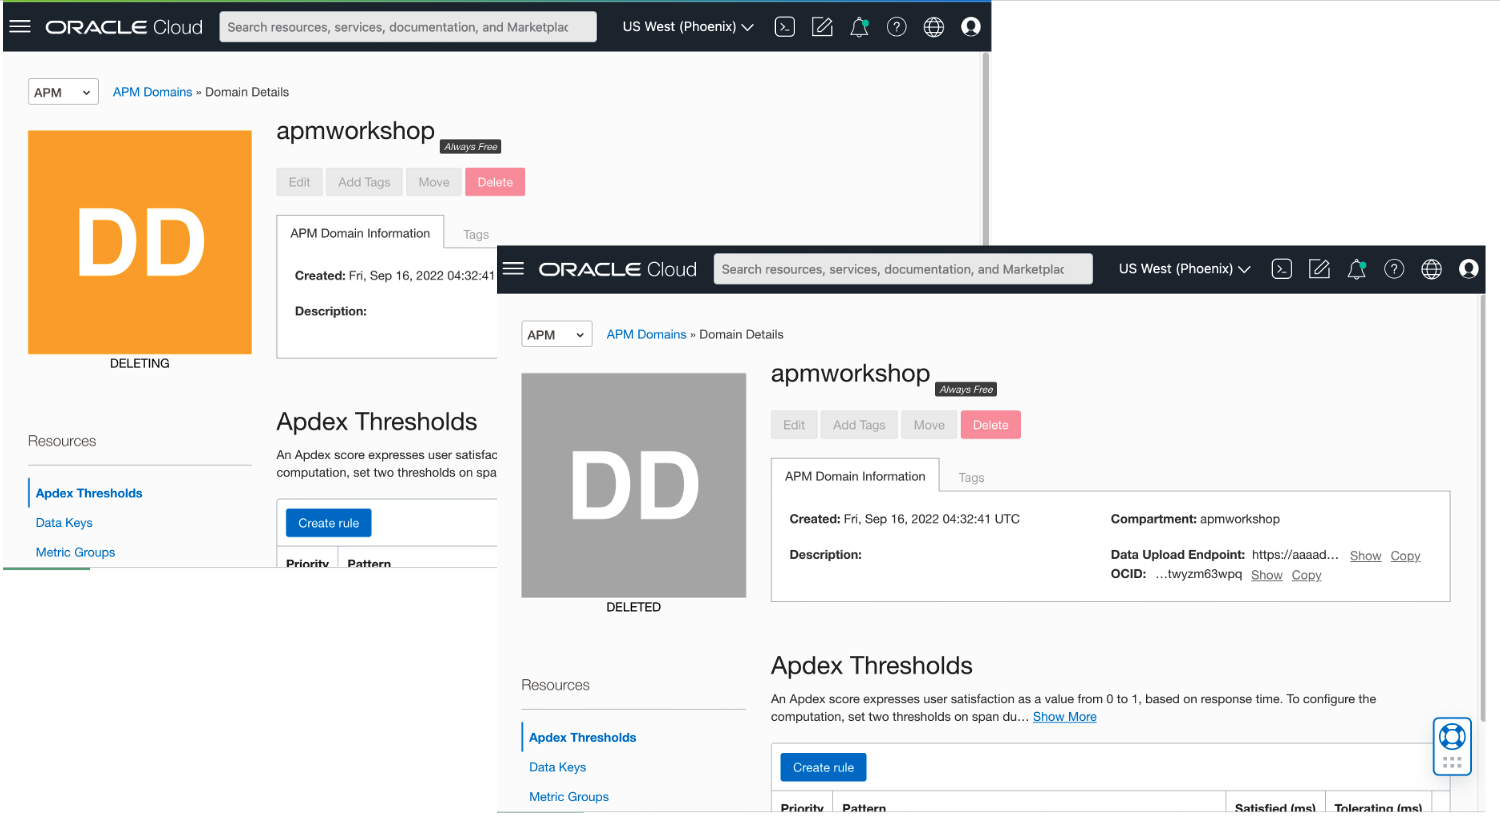 ORACLE Cloud
Search resources, services, documentation, and Marketplac
US West (Phoenix)
APM
APM Domains » Domain Details
DD
DELETING
apmworkshop
Always Free
Edit Add Tags Move Delete
APM Domain Information Tags
Created: Fri, Sep 16, 2022 04:32:41
Description:
Resources
Apdex Thresholds
Data Keys
Metric Groups
Apdex Thresholds
An Apdex score expresses user satisfac
computation, set two thresholds on spa
Create rule
Priority Pattern
ORACLE Cloud
Search resources, services, documentation, and Marketplac
US West (Phoenix)
APM
APM Domains » Domain Details
DD
DELETED
apmworkshop
Always Free
Edit Add Tags Move Delete
APM Domain Information Tags
Created: Fri, Sep 16, 2022 04:32:41 UTC
Description:
Compartment: apmworkshop
Data Upload Endpoint: https://aaaad... Show Copy
OCID: ...twyzm63wpq Show Copy
Resources
Apdex Thresholds
Data Keys
Metric Groups
Apdex Thresholds
An Apdex score expresses user satisfaction as a value from 0 to 1, based on response time. To configure the
computation, set two thresholds on span du... Show More
Create rule
Priority Pattern Satisfied (ms) Tolerating (ms)